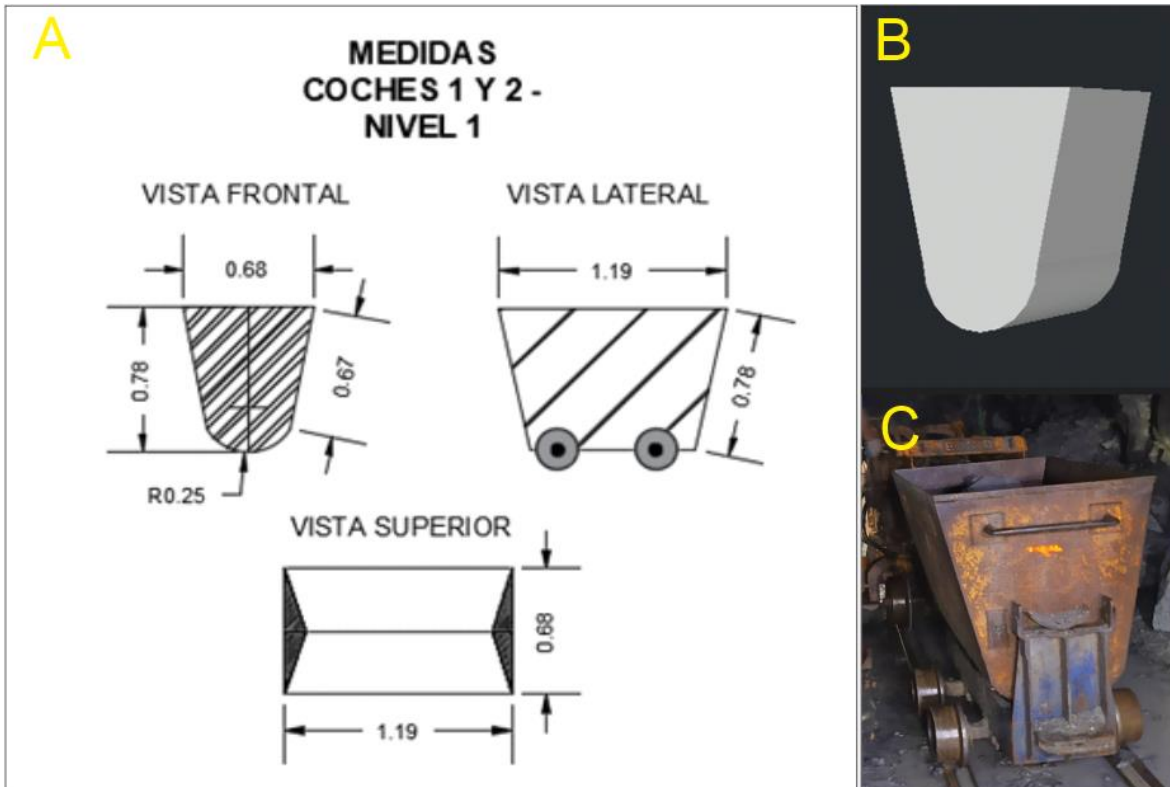 A
MEDIDAS
COCHES 1 Y 2 -
NIVEL 1
VISTA FRONTAL
0.68
0.78
0.67
R0.25
VISTA LATERAL
1.19
0.78
VISTA SUPERIOR
0.68
1.19
B
C